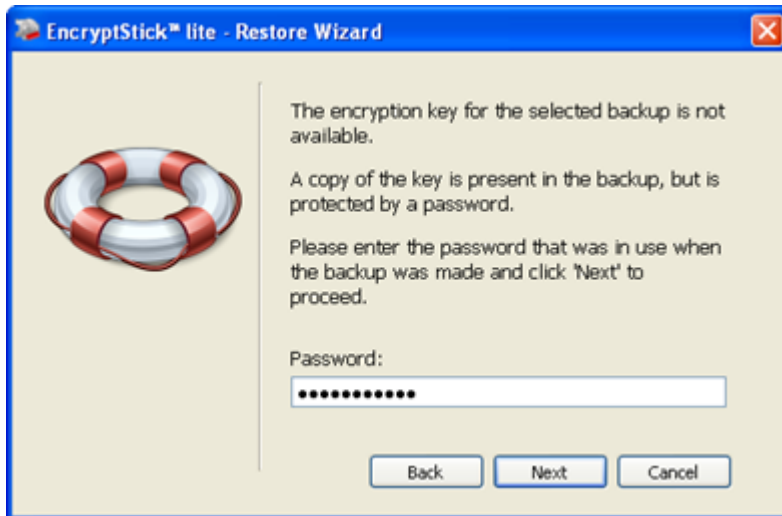 EncryptStick™ lite - Restore Wizard
The encryption key for the selected backup is not
available.
A copy of the key is present in the backup, but is
protected by a password.
Please enter the password that was in use when
the backup was made and click 'Next' to
proceed.
Password:
●●●●●●●●●●●
Back Next Cancel